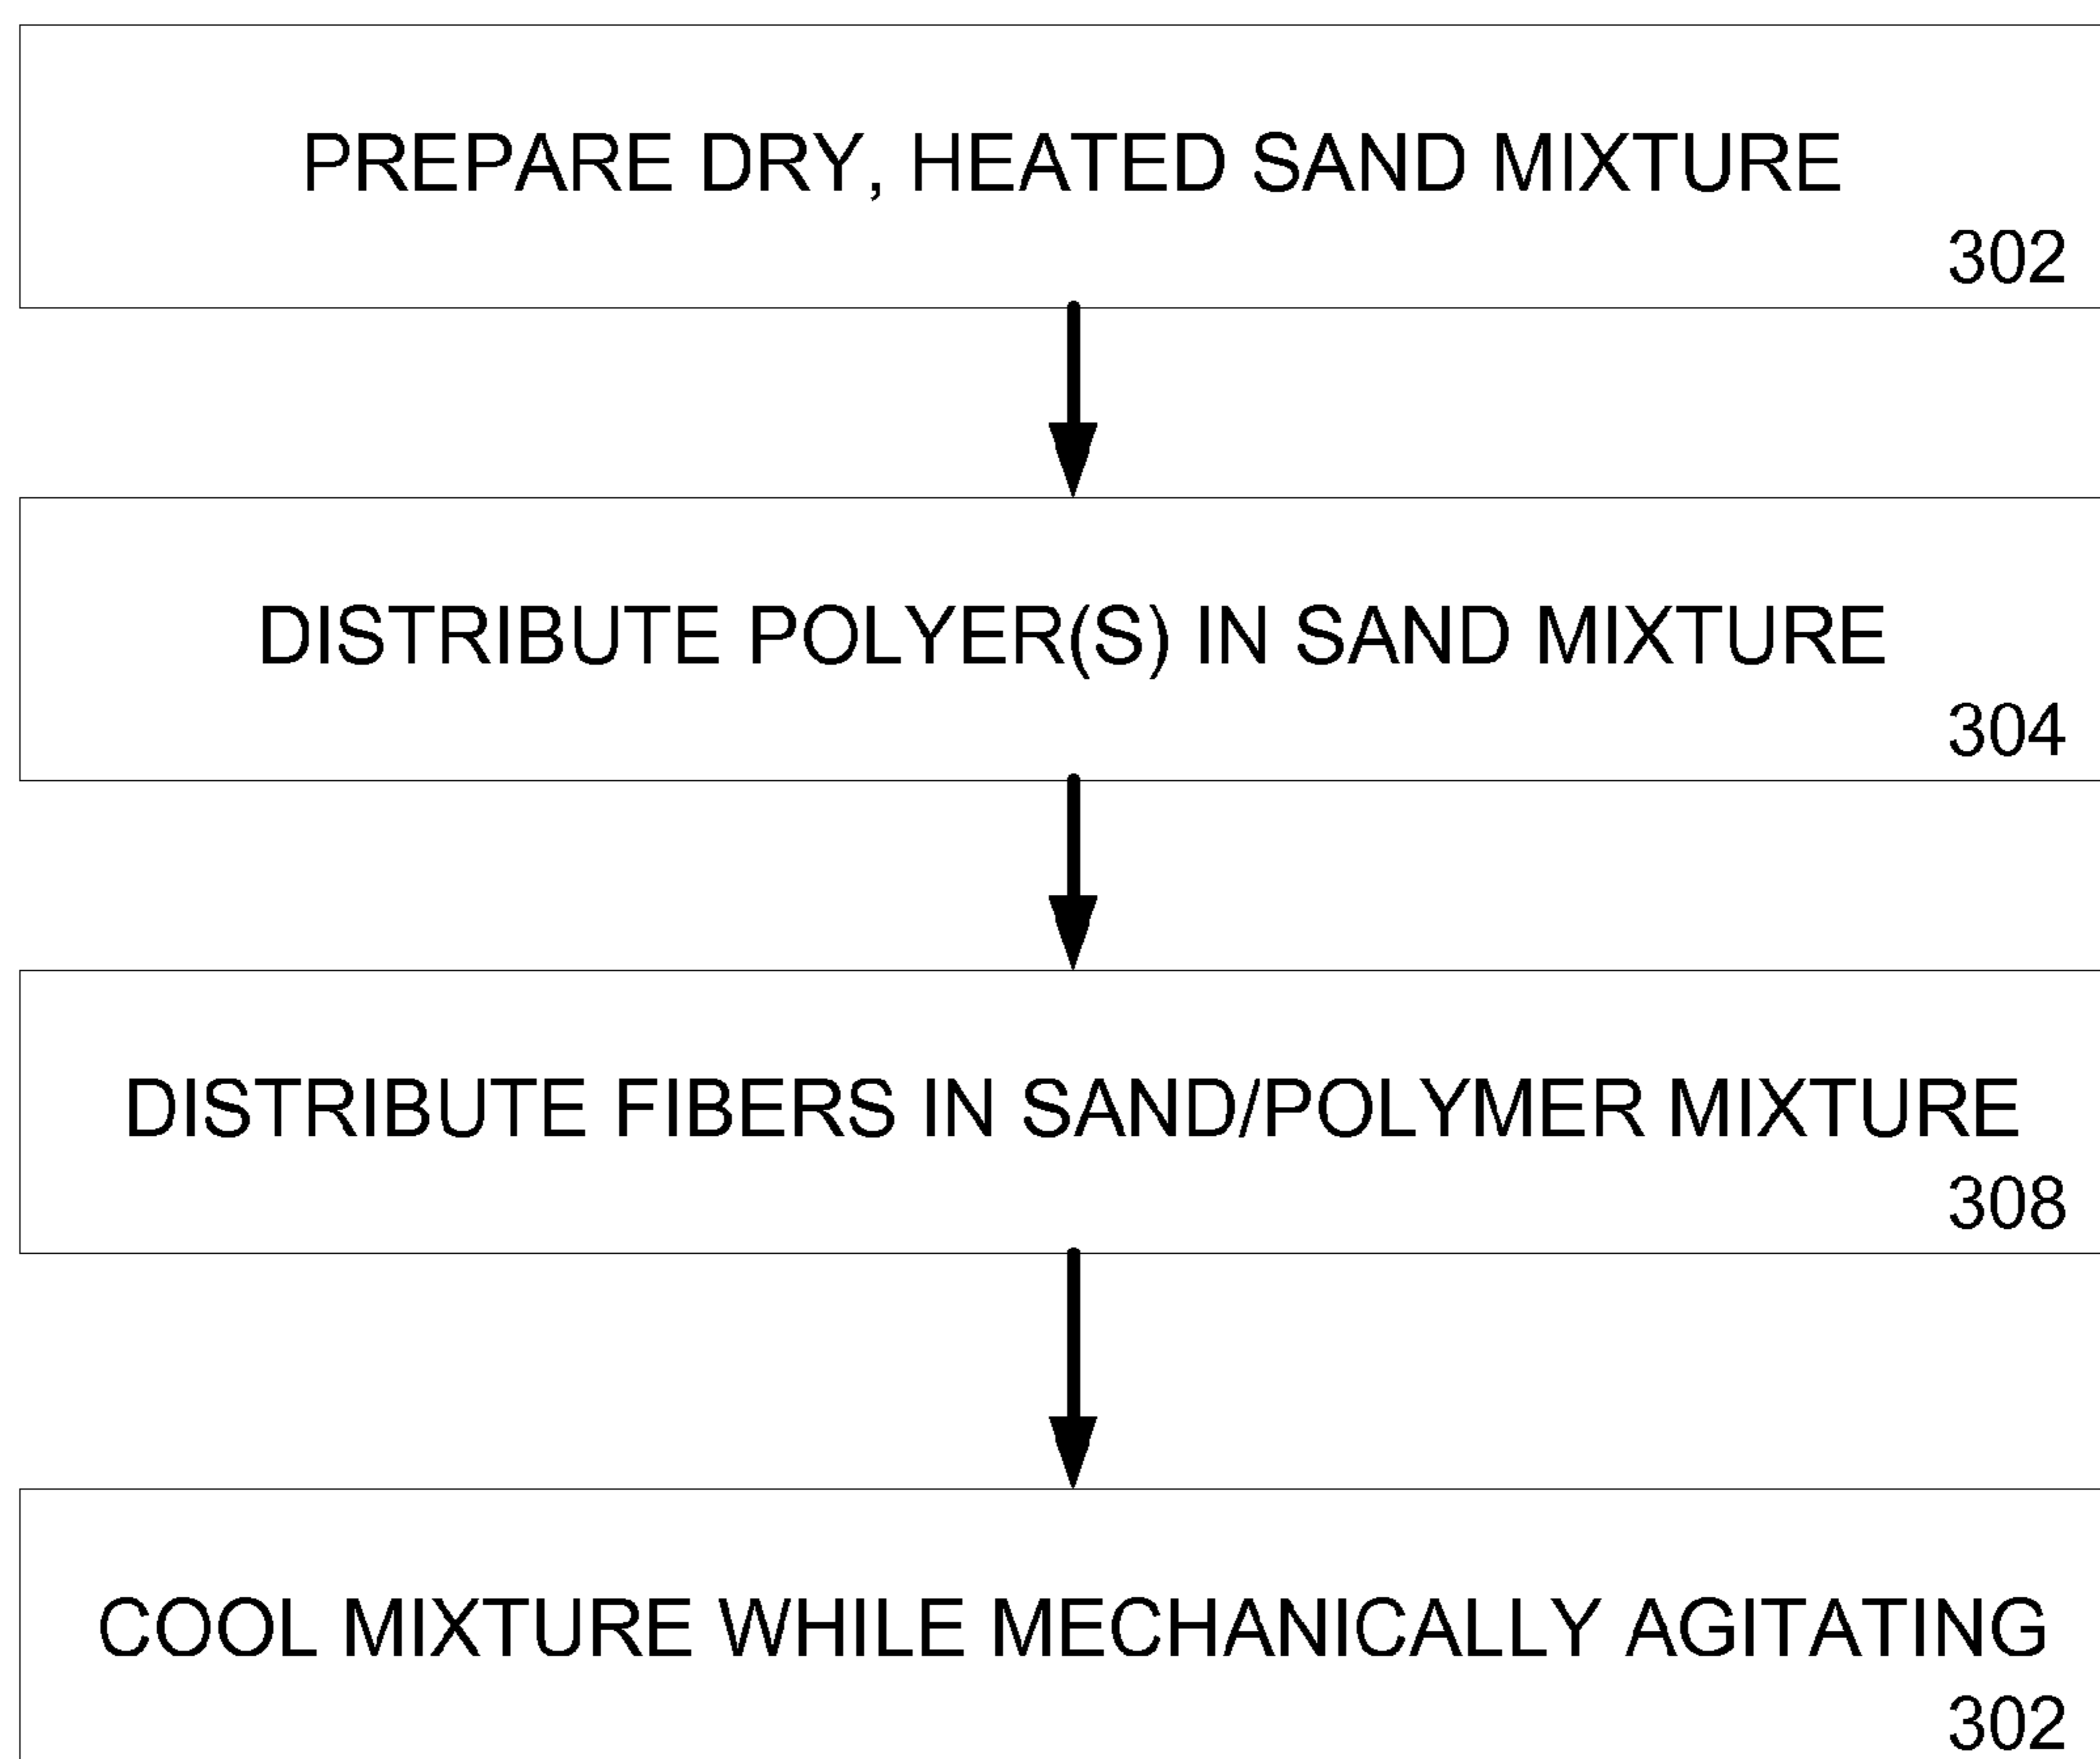 PREPARE DRY, HEATED SAND MIXTURE
302
DISTRIBUTE POLYER(S) IN SAND MIXTURE
304
DISTRIBUTE FIBERS IN SAND/POLYMER MIXTURE
308
COOL MIXTURE WHILE MECHANICALLY AGITATING
302